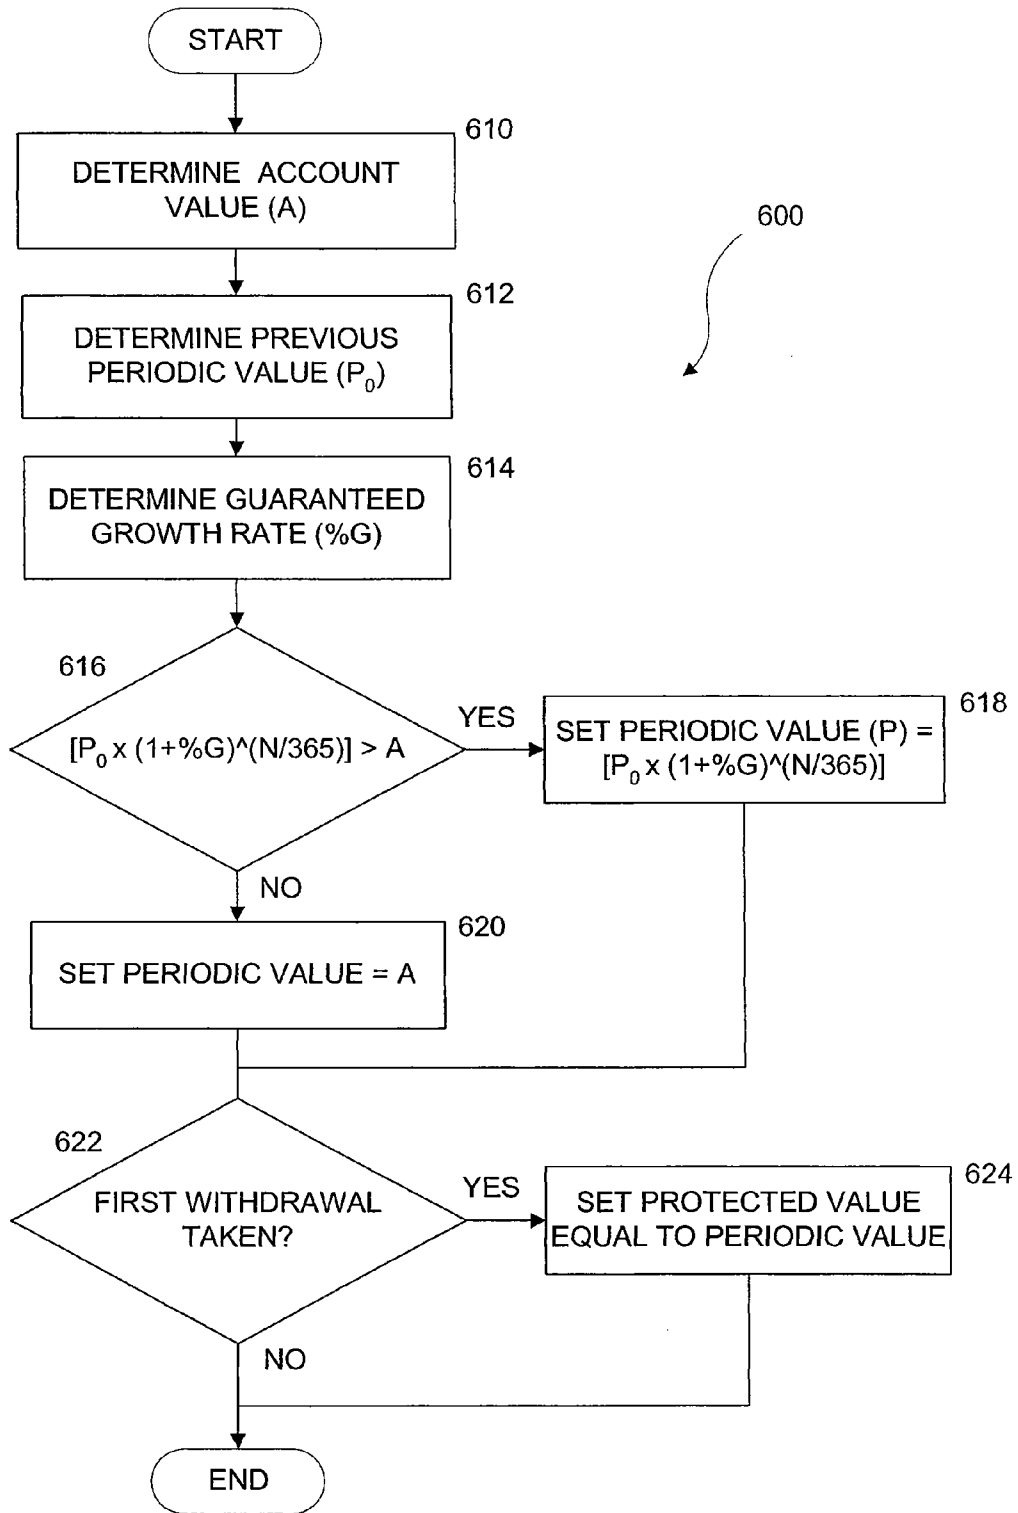 START
610
DETERMINE ACCOUNT
VALUE (A)
600
612
DETERMINE PREVIOUS
PERIODIC VALUE (P₀)
614
DETERMINE GUARANTEED
GROWTH RATE (%G)
616
[P₀ x (1+%G)^(N/365)] > A
YES
618
SET PERIODIC VALUE (P) =
[P₀ x (1+%G)^(N/365)]
NO
620
SET PERIODIC VALUE = A
622
FIRST WITHDRAWAL
TAKEN?
YES
624
SET PROTECTED VALUE
EQUAL TO PERIODIC VALUE
NO
END